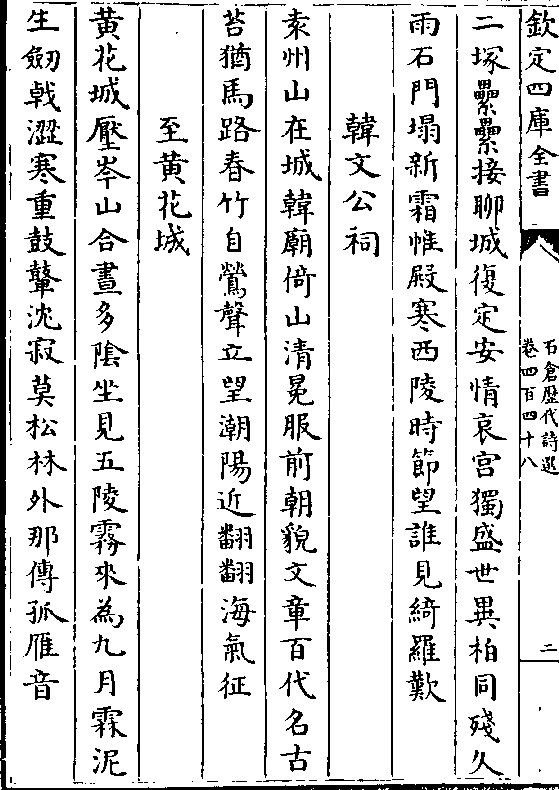 欽定四庫全書
石倉歷代詩選
卷四百四十八
二
二塚纍纍接聊城復定安情哀宫獨盛世異柏同殘久
雨石門塌新霜帷殿寒西陵時節望誰見綺羅歎
韓文公祠
袁州山在城韓廟倚山清冕服前朝貌文章百代名古
苔猶馬路春竹自鶯聲立望潮陽近翻翻海氣征
至黄花城
黄花城壓岑山合晝多陰坐見五陵霧來為九月霖泥
生劒戟澀寒重鼓鼙沈寂莫松林外那傳孤雁音